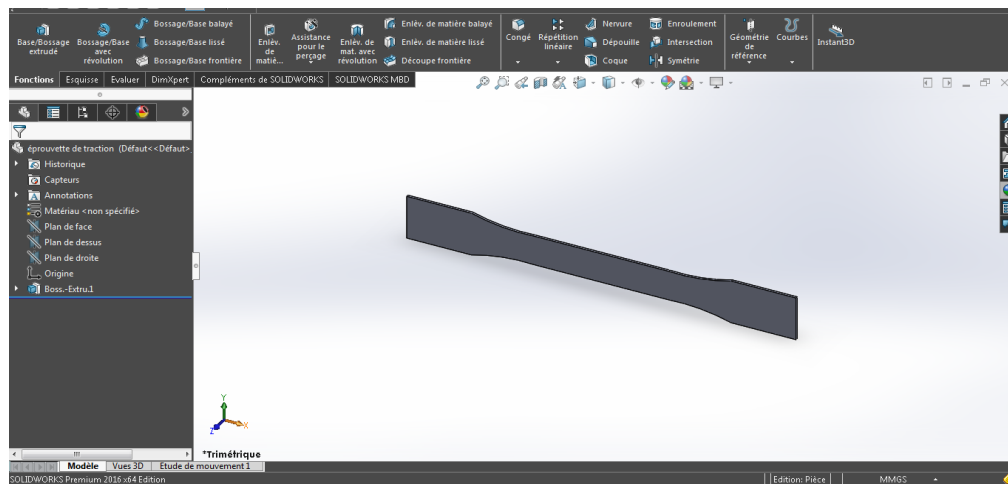 Base/Bossage extrudé
Bossage/Base avec révolution
Bossage/Base balayé
Bossage/Base lissé
Bossage/Base frontière
Enlèv. de matiè...
Assistance pour le perçage
Enlèv. de mat. avec révolution
Enlèv. de matière balayé
Enlèv. de matière lissé
Découpe frontière
Congé
Répétition linéaire
Nervure
Dépouille
Coque
Enroulement
Intersection
Symétrie
Géométrie de référence
Courbes
Instant3D
Fonctions Esquisse Evaluer DimXpert Compléments de SOLIDWORKS SOLIDWORKS MBD
éprouvette de traction (Défaut<<Défaut>_
Historique
Capteurs
Annotations
Matériau <non spécifié>
Plan de face
Plan de dessus
Plan de droite
Origine
Boss.-Extru.1
Y
X
Z
*Trimétrique
Modèle Vues 3D Etude de mouvement 1
SOLIDWORKS Premium 2016 x64 Edition
Edition: Pièce
MMGS